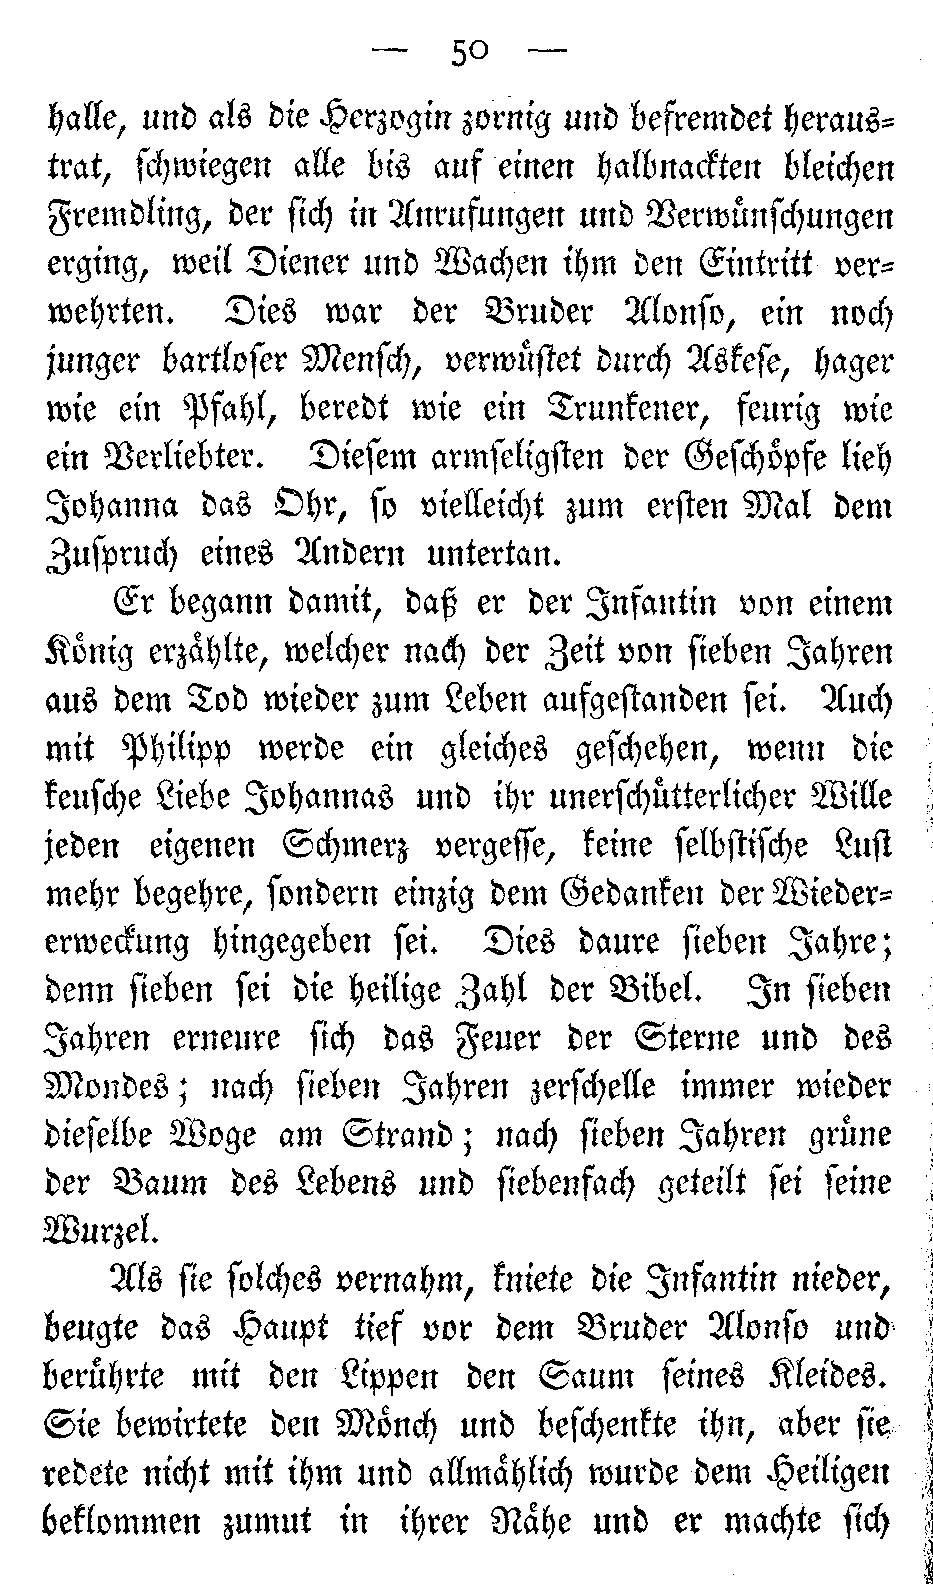 — 50 —
halle, und als die Herzogin zornig und befremdet heraus-
trat, schwiegen alle bis auf einen halbnackten bleichen
Fremdling, der sich in Anrufungen und Verwünschungen
erging, weil Diener und Wachen ihm den Eintritt ver-
wehrten. Dies war der Bruder Alonso, ein noch
junger bartloser Mensch, verwüstet durch Askese, hager
wie ein Pfahl, beredt wie ein Trunkener, feurig wie
ein Verliebter. Diesem armseligsten der Geschöpfe lieh
Johanna das Ohr, so vielleicht zum ersten Mal dem
Zuspruch eines Andern untertan.
Er begann damit, daß er der Infantin von einem
König erzählte, welcher nach der Zeit von sieben Jahren
aus dem Tod wieder zum Leben aufgestanden sei. Auch
mit Philipp werde ein gleiches geschehen, wenn die
keusche Liebe Johannas und ihr unerschütterlicher Wille
jeden eigenen Schmerz vergesse, keine selbstische Lust
mehr begehre, sondern einzig dem Gedanken der Wieder-
erweckung hingegeben sei. Dies daure sieben Jahre;
denn sieben sei die heilige Zahl der Bibel. In sieben
Jahren erneure sich das Feuer der Sterne und des
Mondes; nach sieben Jahren zerschelle immer wieder
dieselbe Woge am Strand; nach sieben Jahren grüne
der Baum des Lebens und siebenfach geteilt sei seine
Wurzel.
Als sie solches vernahm, kniete die Infantin nieder,
beugte das Haupt tief vor dem Bruder Alonso und
berührte mit den Lippen den Saum seines Kleides.
Sie bewirtete den Mönch und beschenkte ihn, aber sie
redete nicht mit ihm und allmählich wurde dem Heiligen
beklommen zumut in ihrer Nähe und er machte sich